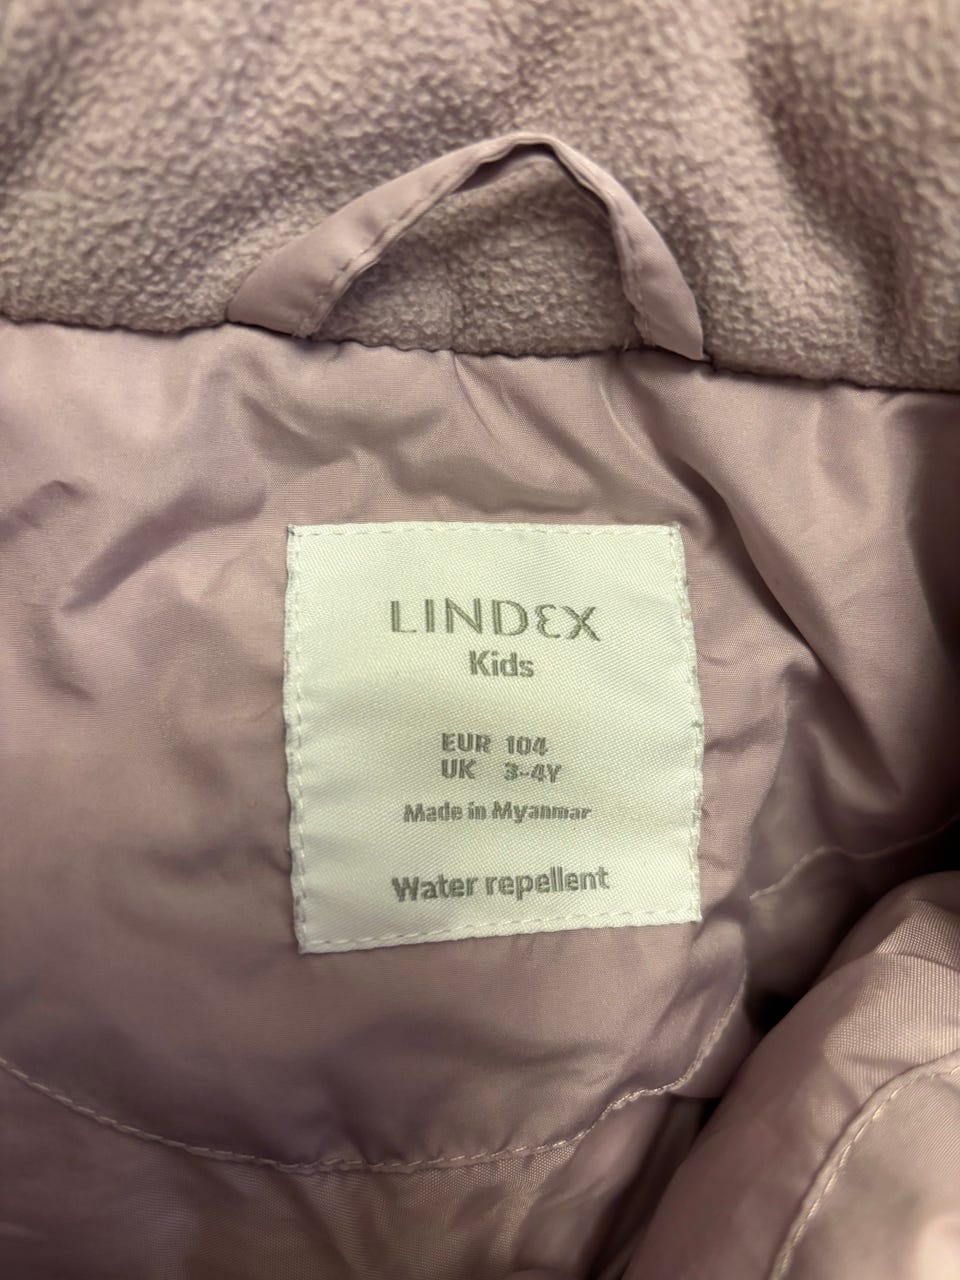 LINDEX
Kids
EUR 104
UK 3-4Y
Made in Myanmar
Water repellent